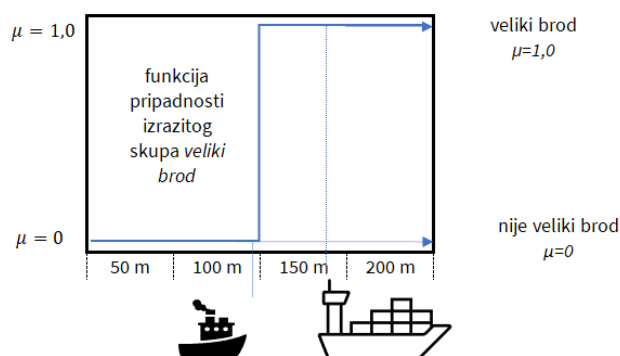 μ = 1,0
funkcija
pripadnosti
izrazitog
skupa veliki
brod
veliki brod
μ=1,0
μ = 0
nije veliki brod
μ=0
50 m 100 m 150 m 200 m